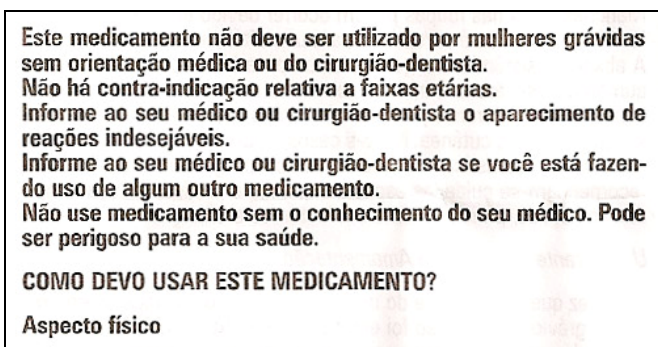 Este medicamento não deve ser utilizado por mulheres grávidas
sem orientação médica ou do cirurgião-dentista.
Não há contra-indicação relativa a faixas etárias.
Informe ao seu médico ou cirurgião-dentista o aparecimento de
reações indesejáveis.
Informe ao seu médico ou cirurgião-dentista se você está fazen-
do uso de algum outro medicamento.
Não use medicamento sem o conhecimento do seu médico. Pode
ser perigoso para a sua saúde.
COMO DEVO USAR ESTE MEDICAMENTO?
Aspecto físico